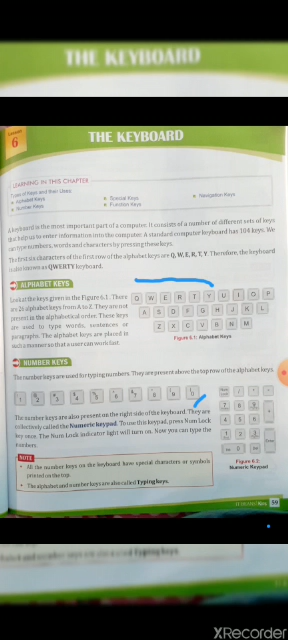 THE KEYBOARD
Lesson
6
THE KEYBOARD
LEARNING IN THIS CHAPTER
Types of Keys and their Uses
Alphabet Keys
Number Keys
Special Keys
Function Keys
Navigation Keys
A keyboard is the most important part of a computer. It consists of a number of different sets of keys
that help us to enter information into the computer. A standard computer keyboard has 104 keys. We
can type numbers, words and characters by pressing these keys.
The first six characters of the first row of the alphabet keys are Q, W, E, R, T, Y. Therefore, the keyboard
is also known as QWERTY keyboard.
ALPHABET KEYS
Look at the keys given in the Figure 6.1. There
are 26 alphabet keys from A to Z. They are not
present in the alphabetical order. These keys
are used to type words, sentences or
paragraphs. The alphabet keys are placed in
such a manner so that a user can work fast.
Q W E R T Y U I O P
A S D F G H J K L
Z X C V B N M
Figure 6.1: Alphabet Keys
NUMBER KEYS
The number keys are used for typing numbers. They are present above the top row of the alphabet keys.
1 2 3 4 5 6 7 8 9 0
The number keys are also present on the right side of the keyboard. They are
collectively called the Numeric keypad. To use this keypad, press Num Lock
key once. The Num Lock indicator light will turn on. Now you can type the
numbers.
7 8 9
4 5 6
1 2 3
0
Figure 6.2:
Numeric Keypad
NOTE
All the number keys on the keyboard have special characters or symbols
printed on the top.
The alphabet and number keys are also called Typing keys.
59
Typing keys.
XRecorder